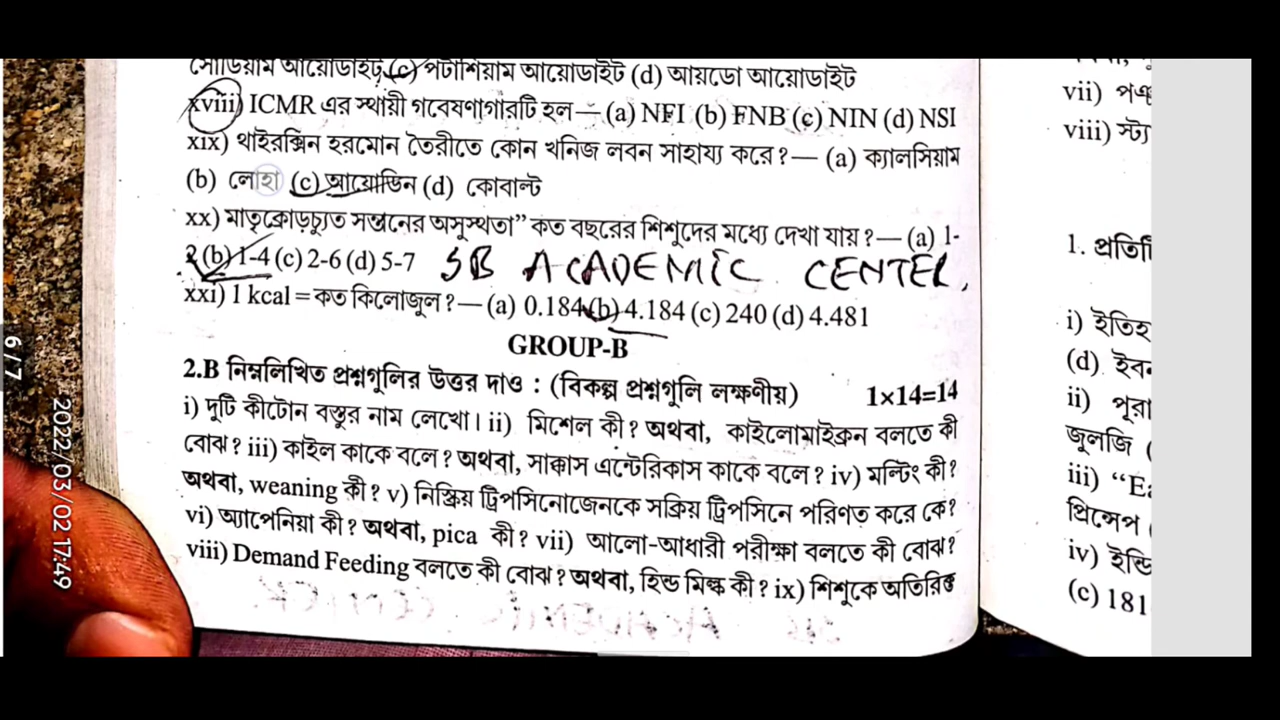 সোডিয়াম আয়োডাইট (c) পটাশিয়াম আয়োডাইট (d) আয়ডো আয়োডাইট
xviii) ICMR এর স্থায়ী গবেষণাগারটি হল— (a) NFI (b) FNB (c) NIN (d) NSI
xix) থাইরক্সিন হরমোন তৈরীতে কোন খনিজ লবন সাহায্য করে?— (a) ক্যালসিয়াম
(b) লোহা (c) আয়োডিন (d) কোবাল্ট
xx) মাতৃক্রোড়চ্যুত সন্তানের অসুস্থতা” কত বছরের শিশুদের মধ্যে দেখা যায়?— (a) 1-
2 (b) 1-4 (c) 2-6 (d) 5-7 SB ACADEMIC CENTER.
xxi) 1 kcal = কত কিলোজুল?— (a) 0.184 (b) 4.184 (c) 240 (d) 4.481
GROUP-B
2.B নিম্নলিখিত প্রশ্নগুলির উত্তর দাও : (বিকল্প প্রশ্নগুলি লক্ষণীয়) 1×14=14
i) দুটি কীটোন বস্তুর নাম লেখো। ii) মিশেল কী? অথবা, কাইলোমাইক্রন বলতে কী
বোঝ? iii) কাইল কাকে বলে? অথবা, সাক্কাস এন্টেরিকাস কাকে বলে? iv) মল্টিং কী?
অথবা, weaning কী? v) নিস্ক্রিয় ট্রিপসিনোজেনকে সক্রিয় ট্রিপসিনে পরিণত করে কে?
vi) অ্যাপেনিয়া কী? অথবা, pica কী? vii) আলো-আধারী পরীক্ষা বলতে কী বোঝ?
viii) Demand Feeding বলতে কী বোঝ? অথবা, হিন্ড মিল্ক কী? ix) শিশুকে অতিরিক্ত
vii)
viii)
1.
i)
(d)
ii)
জুলজি (
iii)
প্রিন্সেপ (
iv)
(c) 181
6/7
2022/03/02 17:49